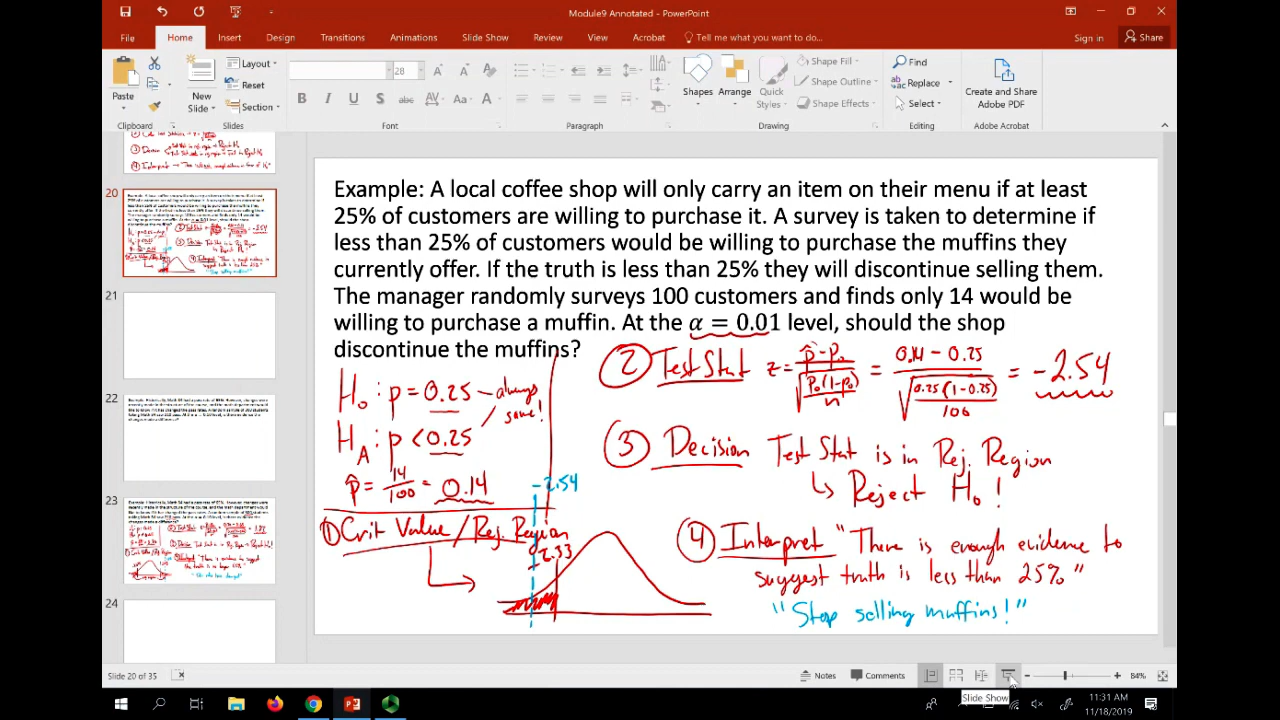 Module9 Annotated - PowerPoint
File Home Insert Design Transitions Animations Slide Show Review View Acrobat Tell me what you want to do... Sign in Share
Paste
Clipboard
New Slide
Layout
Reset
Section
Slides
28
B I U S abc AV Aa A
Font
Paragraph
Shapes
Arrange
Quick Styles
Shape Fill
Shape Outline
Shape Effects
Drawing
Find
Replace
Select
Editing
Create and Share Adobe PDF
Adobe Acrobat
20
21
22
23
24
Example: A local coffee shop will only carry an item on their menu if at least
25% of customers are willing to purchase it. A survey is taken to determine if
less than 25% of customers would be willing to purchase the muffins they
currently offer. If the truth is less than 25% they will discontinue selling them.
The manager randomly surveys 100 customers and finds only 14 would be
willing to purchase a muffin. At the α = 0.01 level, should the shop
discontinue the muffins?
H₀ : p = 0.25 – always same!
H_A : p < 0.25
p̂ = 14/100 = 0.14
① Crit Value / Rej. Region
-2.54
-2.33
② Test Stat z = (p̂ - p₀)/√(p₀(1-p₀)/n) = (0.14 - 0.25)/√(0.25(1-0.25)/100) = -2.54
③ Decision Test Stat is in Rej. Region
↳ Reject H₀!
④ Interpret "There is enough evidence to
suggest truth is less than 25%"
"Stop selling muffins!"
Slide 20 of 35
Notes
Comments
84%
Slide Show
11:31 AM
11/18/2019